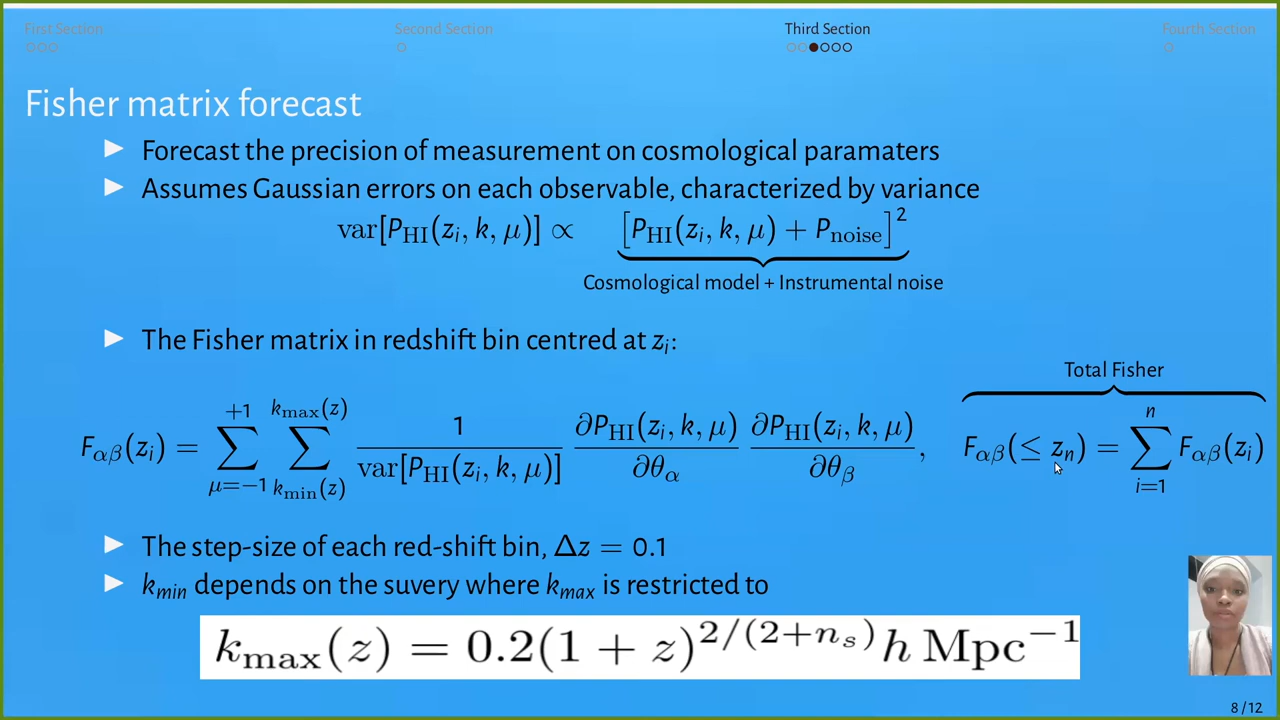 First Section Second Section Third Section Fourth Section
Fisher matrix forecast
▶ Forecast the precision of measurement on cosmological paramaters
▶ Assumes Gaussian errors on each observable, characterized by variance
var[P_HI(z_i, k, μ)] ∝ [P_HI(z_i, k, μ) + P_noise]^2
Cosmological model + Instrumental noise
▶ The Fisher matrix in redshift bin centred at z_i:
Total Fisher
F_αβ(z_i) = ∑_{μ=−1}^{+1} ∑_{k_min(z)}^{k_max(z)} 1/var[P_HI(z_i, k, μ)] ∂P_HI(z_i, k, μ)/∂θ_α ∂P_HI(z_i, k, μ)/∂θ_β, F_αβ(≤ z_n) = ∑_{i=1}^{n} F_αβ(z_i)
▶ The step-size of each red-shift bin, Δz = 0.1
▶ k_min depends on the suvery where k_max is restricted to
k_max(z) = 0.2(1 + z)^{2/(2+n_s)} h Mpc^{−1}
8 / 12